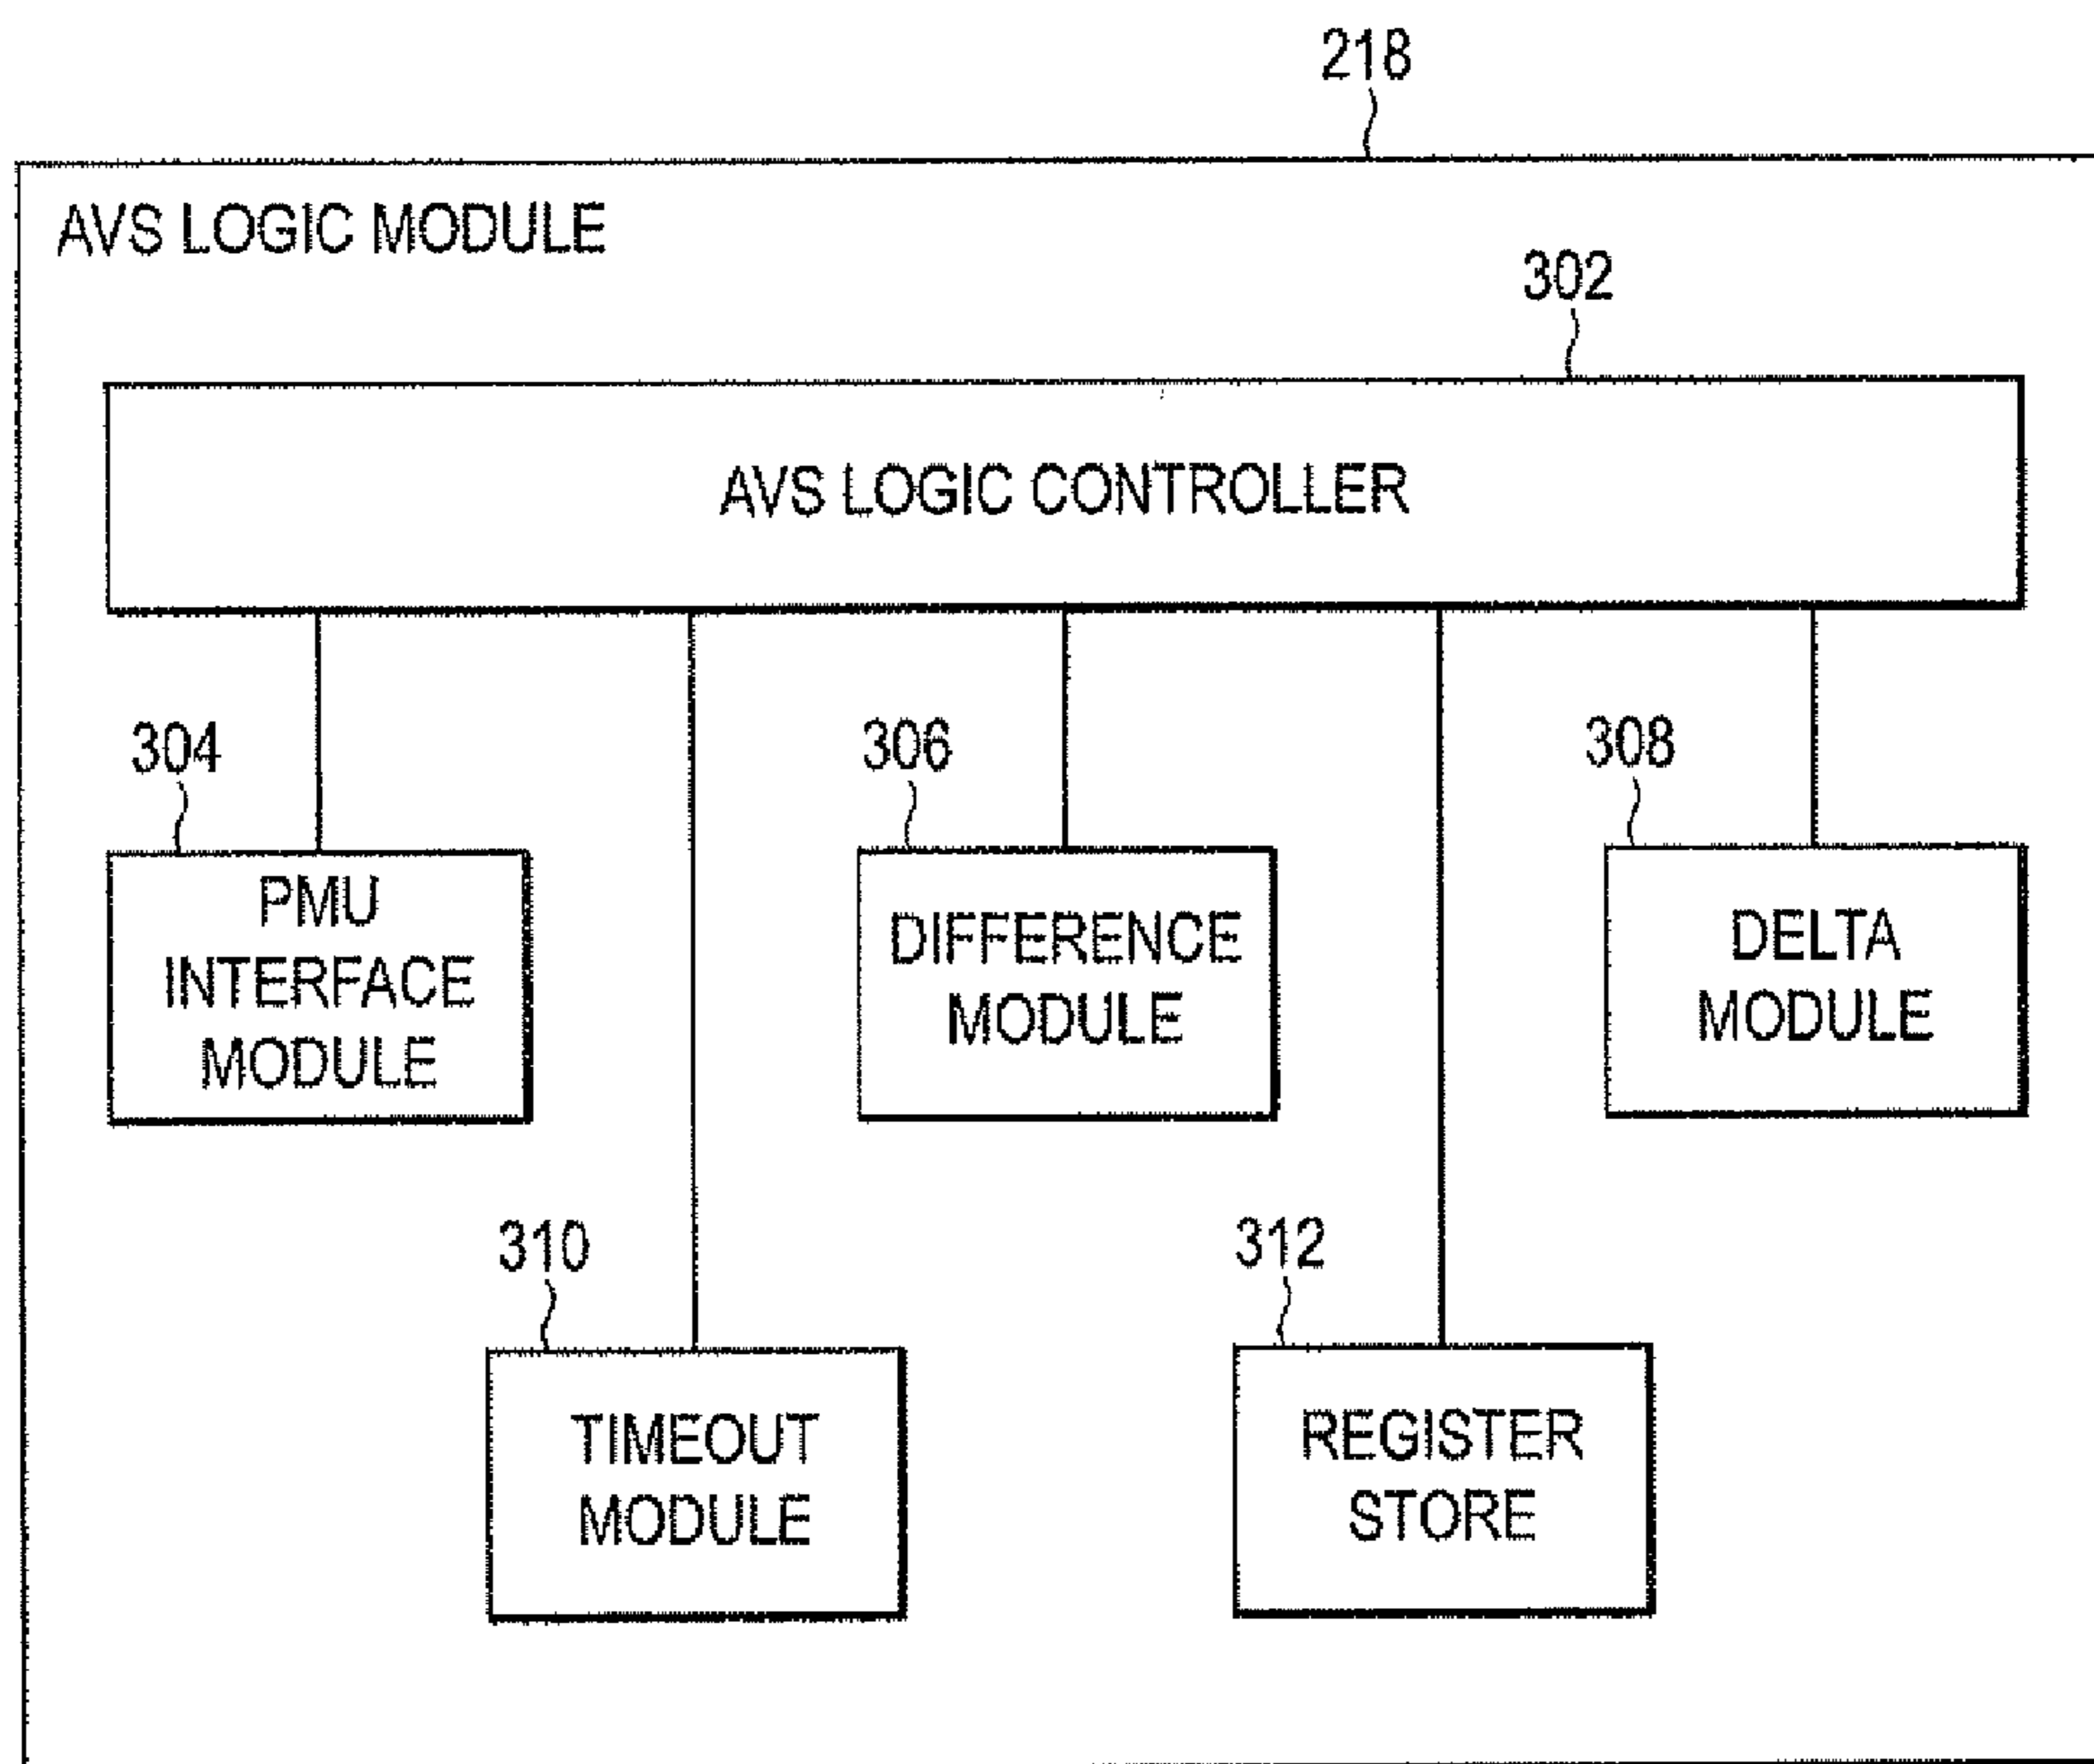 218
AVS LOGIC MODULE
302
AVS LOGIC CONTROLLER
304
PMU
INTERFACE
MODULE
306
DIFFERENCE
MODULE
308
DELTA
MODULE
310
TIMEOUT
MODULE
312
REGISTER
STORE